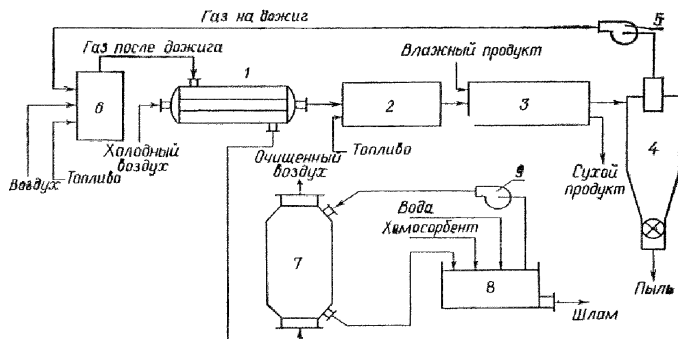 Газ на дожиг
5
Газ после дожига
1
Влажный продукт
6
2
3
4
Холодный
воздух
Воздух
Топливо
Топливо
Очищенный
воздух
Сухой
продукт
9
Вода
Хемосорбент
7
8
Пыль
Шлам